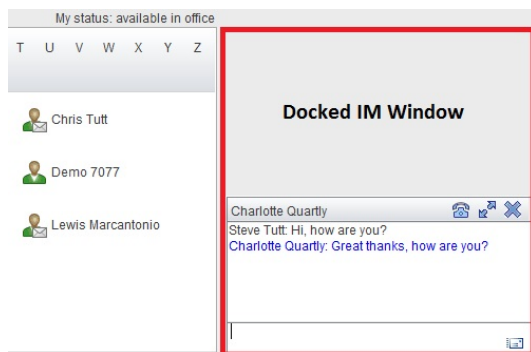 My status: available in office
T U V W X Y Z
Chris Tutt
Demo 7077
Lewis Marcantonio
Docked IM Window
Charlotte Quartly
Steve Tutt: Hi, how are you?
Charlotte Quartly: Great thanks, how are you?